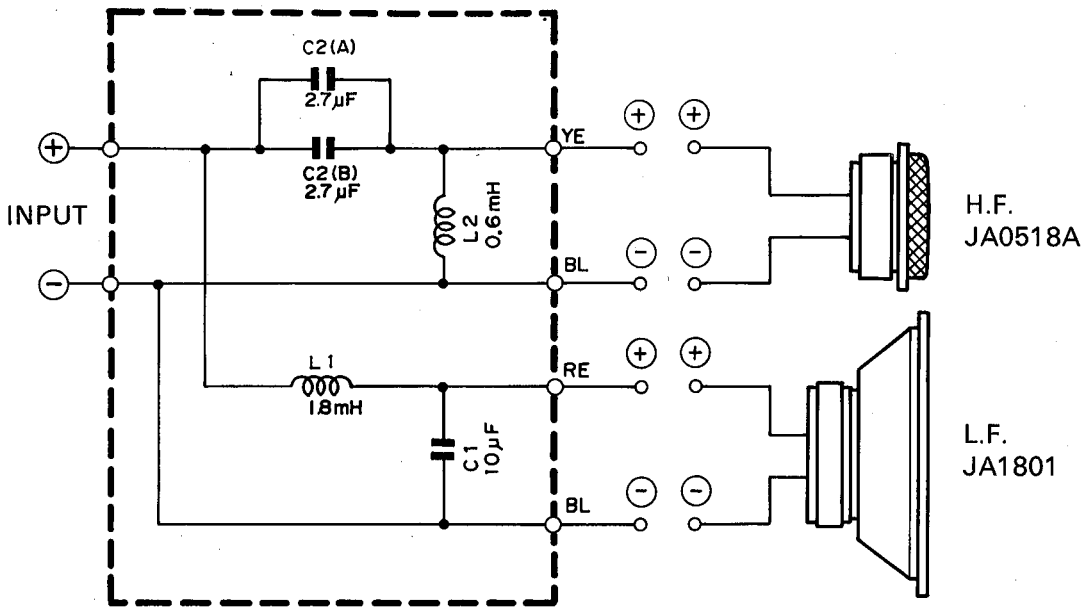 C2(A)
2.7µF
C2(B)
2.7µF
INPUT
+
−
L2
0.6mH
YE
BL
+ +
− −
H.F.
JA0518A
L1
1.8mH
C1
10µF
RE
BL
+ +
− −
L.F.
JA1801